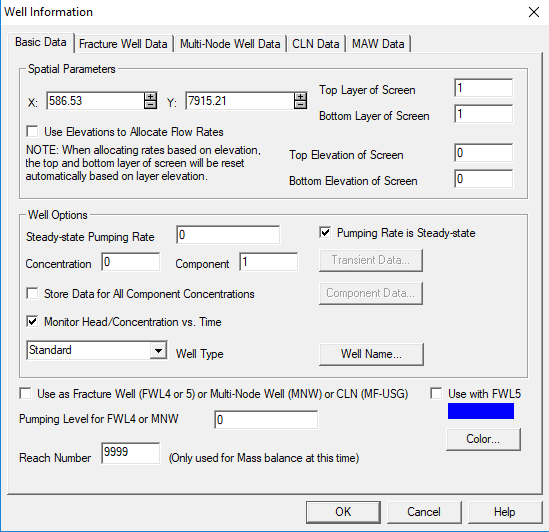 Well Information
Basic Data Fracture Well Data Multi-Node Well Data CLN Data MAW Data
Spatial Parameters
X: 586.53 Y: 7915.21
Top Layer of Screen 1
Bottom Layer of Screen 1
Use Elevations to Allocate Flow Rates
NOTE: When allocating rates based on elevation,
the top and bottom layer of screen will be reset
automatically based on layer elevation.
Top Elevation of Screen 0
Bottom Elevation of Screen 0
Well Options
Steady-state Pumping Rate 0 Pumping Rate is Steady-state
Concentration 0 Component 1 Transient Data...
Store Data for All Component Concentrations Component Data...
Monitor Head/Concentration vs. Time
Standard Well Type Well Name...
Use as Fracture Well (FWL4 or 5) or Multi-Node Well (MNW) or CLN (MF-USG) Use with FWL5
Pumping Level for FWL4 or MNW 0
Color...
Reach Number 9999 (Only used for Mass balance at this time)
OK Cancel Help